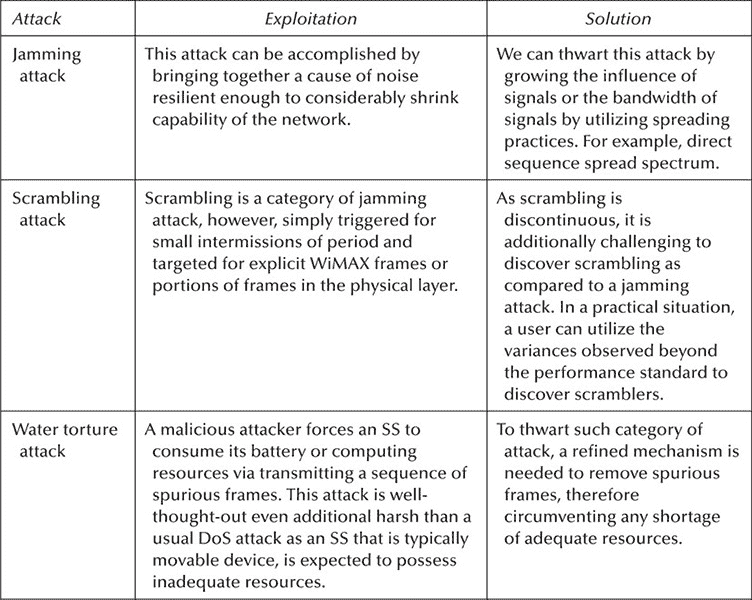 Attack Exploitation Solution
Jamming attack
This attack can be accomplished by
bringing together a cause of noise
resilient enough to considerably shrink
capability of the network.
We can thwart this attack by
growing the influence of
signals or the bandwidth of
signals by utilizing spreading
practices. For example, direct
sequence spread spectrum.
Scrambling
attack
Scrambling is a category of jamming
attack, however, simply triggered for
small intermissions of period and
targeted for explicit WiMAX frames or
portions of frames in the physical layer.
As scrambling is
discontinuous, it is
additionally challenging to
discover scrambling as
compared to a jamming
attack. In a practical situation,
a user can utilize the
variances observed beyond
the performance standard to
discover scramblers.
Water torture
attack
A malicious attacker forces an SS to
consume its battery or computing
resources via transmitting a sequence of
spurious frames. This attack is well-
thought-out even additional harsh than a
usual DoS attack as an SS that is typically
movable device, is expected to possess
inadequate resources.
To thwart such category of
attack, a refined mechanism is
needed to remove spurious
frames, therefore
circumventing any shortage
of adequate resources.